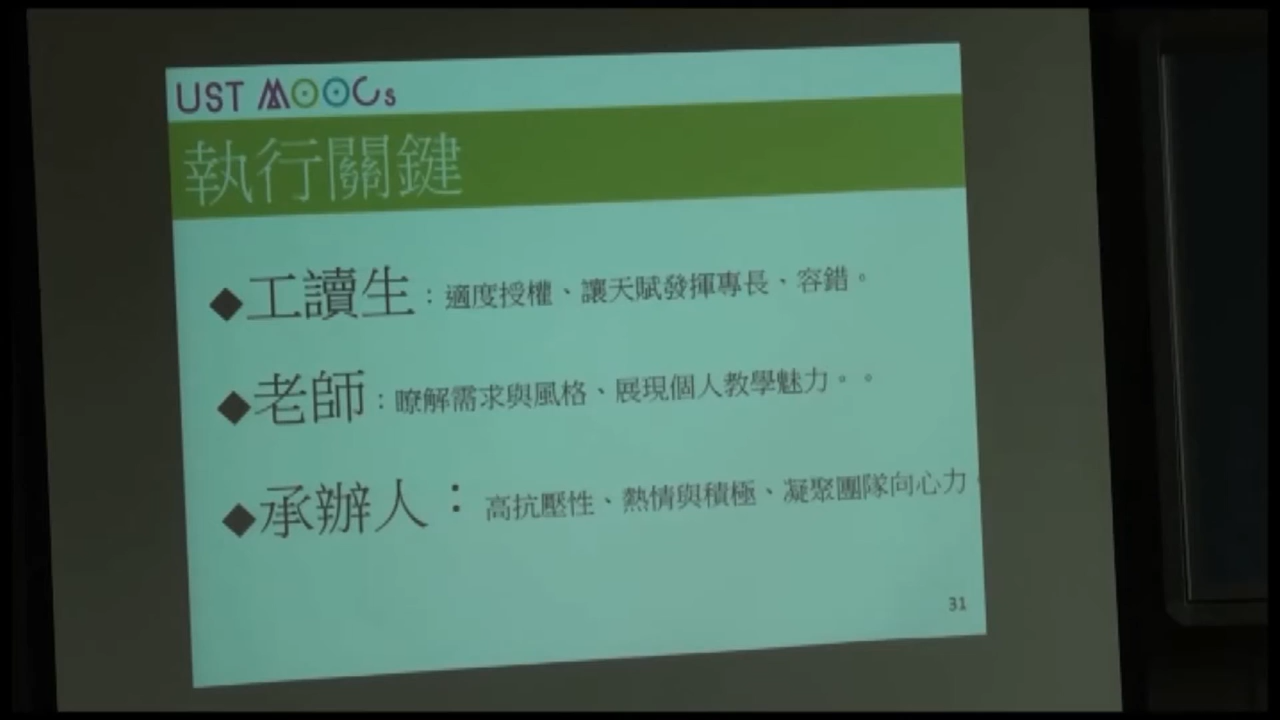 UST MOOCs
執行關鍵
◆工讀生：適度授權、讓天賦發揮專長、容錯。
◆老師：瞭解需求與風格、展現個人教學魅力。。
◆承辦人：高抗壓性、熱情與積極、凝聚團隊向心力。
31